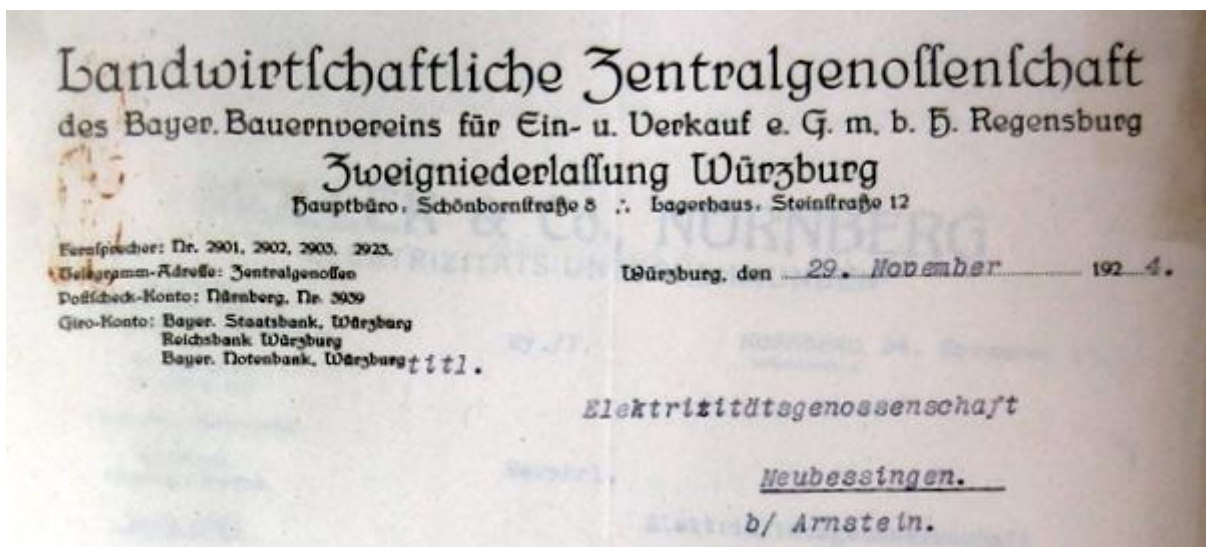 Landwirtschaftliche Zentralgenossenschaft
des Bayer. Bauernvereins für Ein- u. Verkauf e. G. m. b. H. Regensburg
Zweigniederlassung Würzburg
Hauptbüro, Schönbornstraße 8 ∴ Lagerhaus, Steinstraße 12
Fernsprecher: Nr. 2901, 2902, 2903, 2923.
Telegramm-Adresse: Zentralgenossen
Würzburg, den 29. November 1924.
Postscheck-Konto: Nürnberg, Nr. 3939
Giro-Konto: Bayer. Staatsbank, Würzburg
Reichsbank Würzburg
Bayer. Notenbank, Würzburg
titl.
Elektrizitätsgenossenschaft
Neubessingen.
b/ Arnstein.
& Co., NÜRNBERG